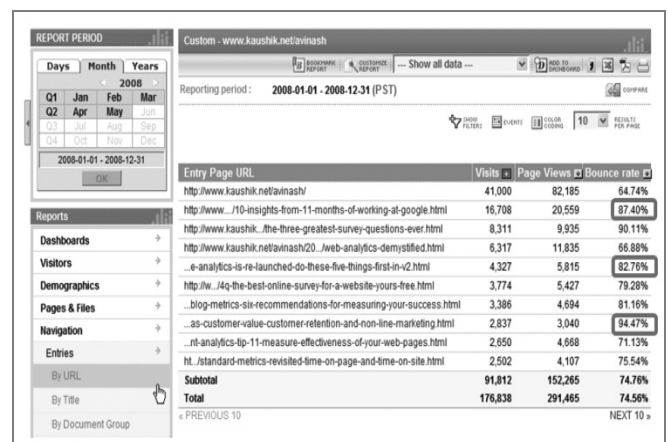 REPORT PERIOD
Days Month Years
2008
Q1 Jan Feb Mar
Q2 Apr May Jun
Q3 Jul Aug Sep
Q4 Oct Nov Dec
2008-01-01 - 2008-12-31
OK
Reports
Dashboards
Visitors
Demographics
Pages & Files
Navigation
Entries
By URL
By Title
By Document Group
Custom - www.kaushik.net/avinash
BOOKMARK REPORT CUSTOMIZE REPORT --- Show all data --- ADD TO DASHBOARD
Reporting period : 2008-01-01 - 2008-12-31 (PST) COMPARE
SHOW FILTERS EVENTS COLOR CODING 10 RESULTS PER PAGE
Entry Page URL Visits Page Views Bounce rate
http://www.kaushik.net/avinash/ 41,000 82,185 64.74%
http://www..../10-insights-from-11-months-of-working-at-google.html 16,708 20,559 87.40%
http://www.kaushik../the-three-greatest-survey-questions-ever.html 8,311 9,935 90.11%
http://www.kaushik.net/avinash/20../web-analytics-demystified.html 6,317 11,835 66.88%
...e-analytics-is-re-launched-do-these-five-things-first-in-v2.html 4,327 5,815 82.76%
http://w../4q-the-best-online-survey-for-a-website-yours-free.html 3,774 5,427 79.28%
...blog-metrics-six-recommendations-for-measuring-your-success.html 3,386 4,694 81.16%
...as-customer-value-customer-retention-and-non-line-marketing.html 2,837 3,040 94.47%
...nt-analytics-tip-11-measure-effectiveness-of-your-web-pages.html 2,650 4,668 71.13%
ht../standard-metrics-revisited-time-on-page-and-time-on-site.html 2,502 4,107 75.54%
Subtotal 91,812 152,265 74.76%
Total 176,838 291,465 74.56%
« PREVIOUS 10 NEXT 10 »